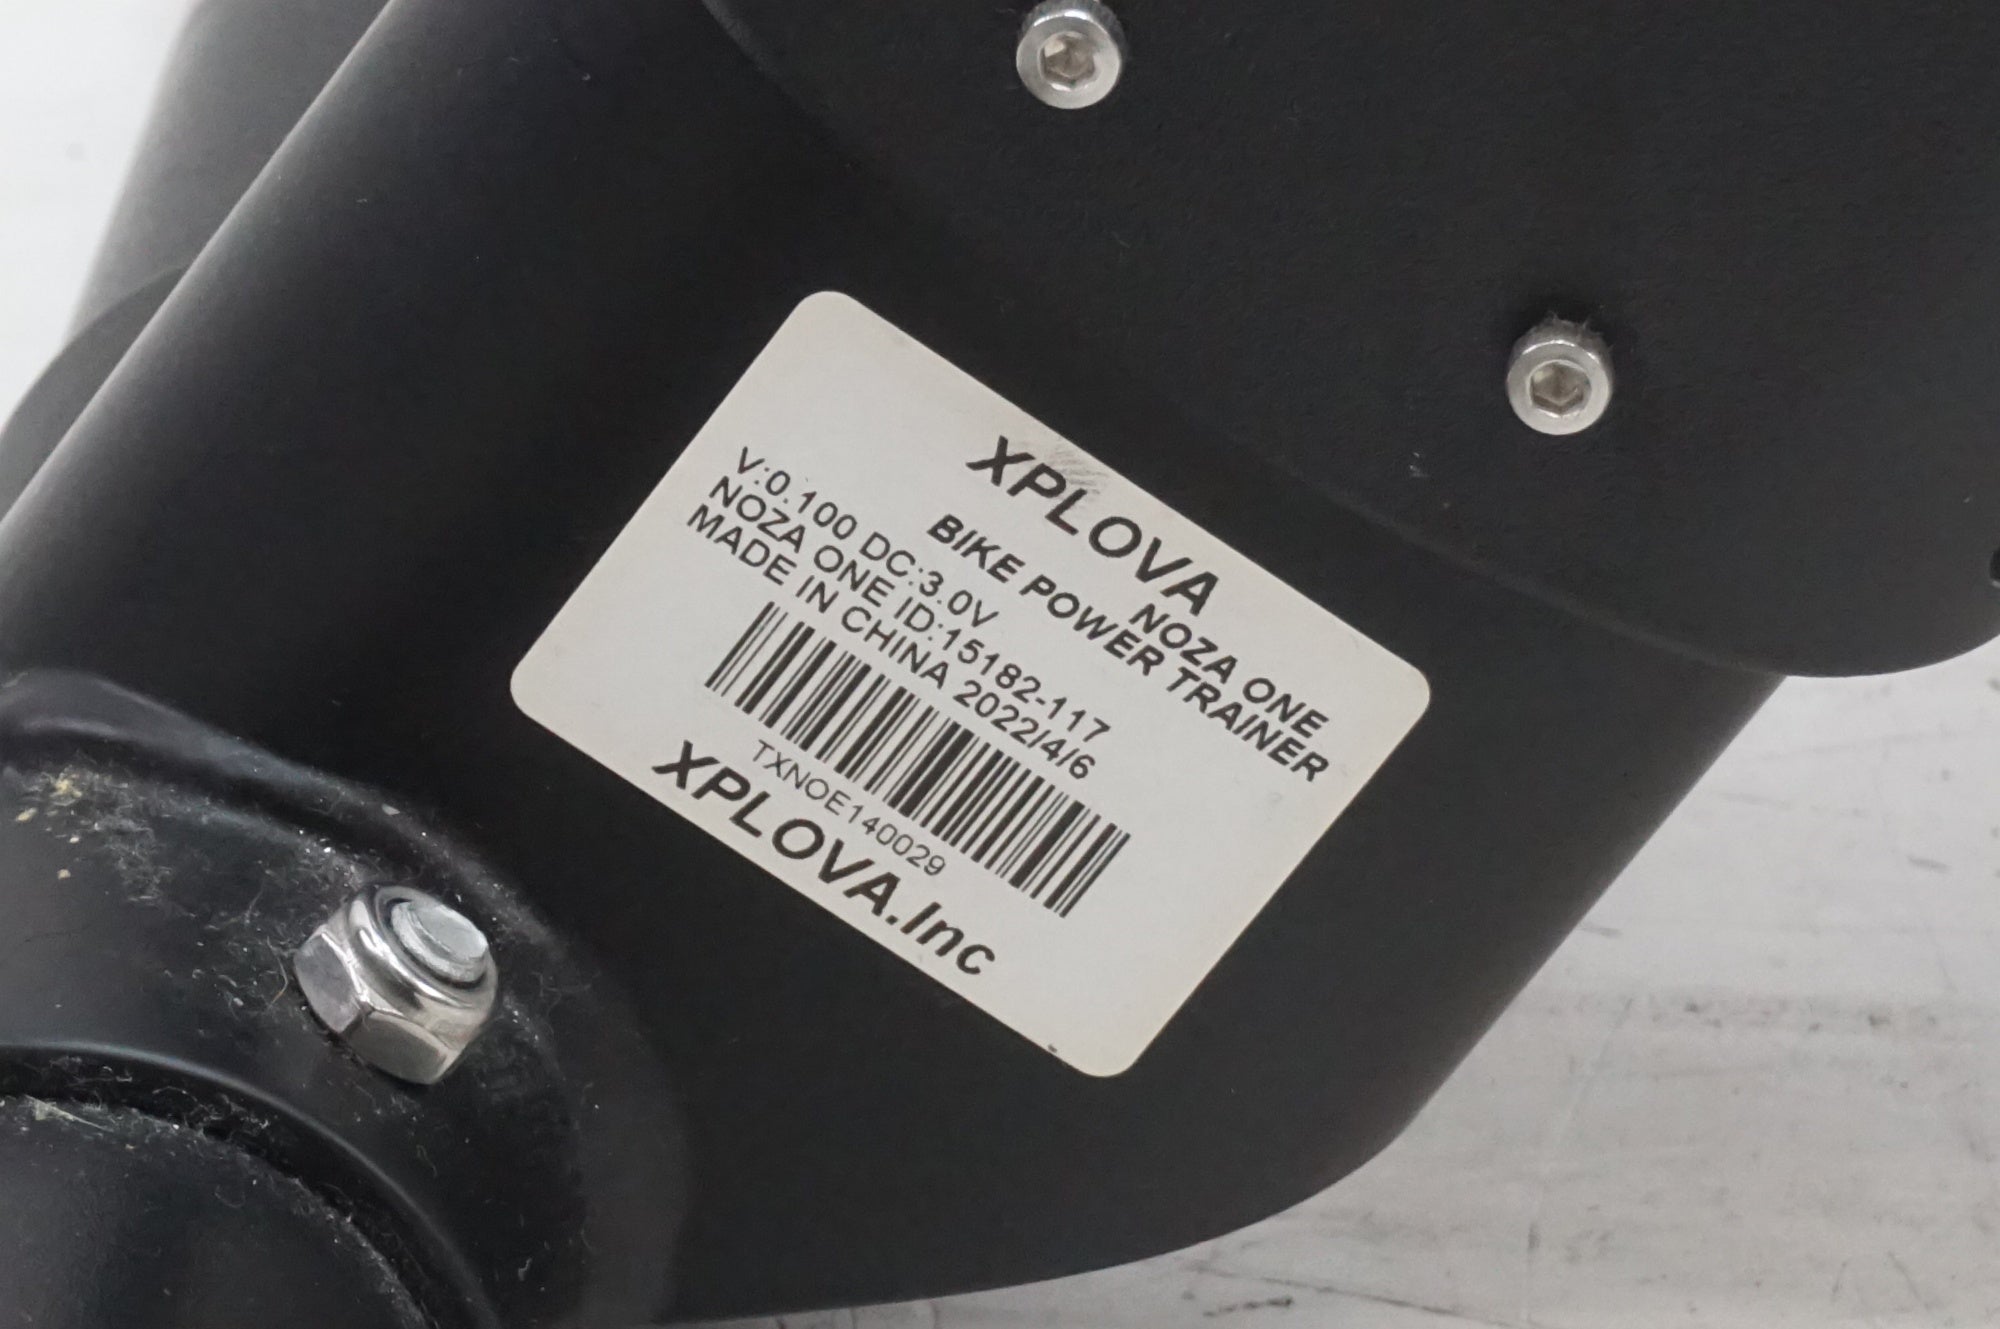 XPLOVA
NOZA ONE
BIKE POWER TRAINER
V:0.100 DC:3.0V
NOZA ONE ID:15182-117
MADE IN CHINA 2022/4/6
TXNOE140029
XPLOVA.Inc